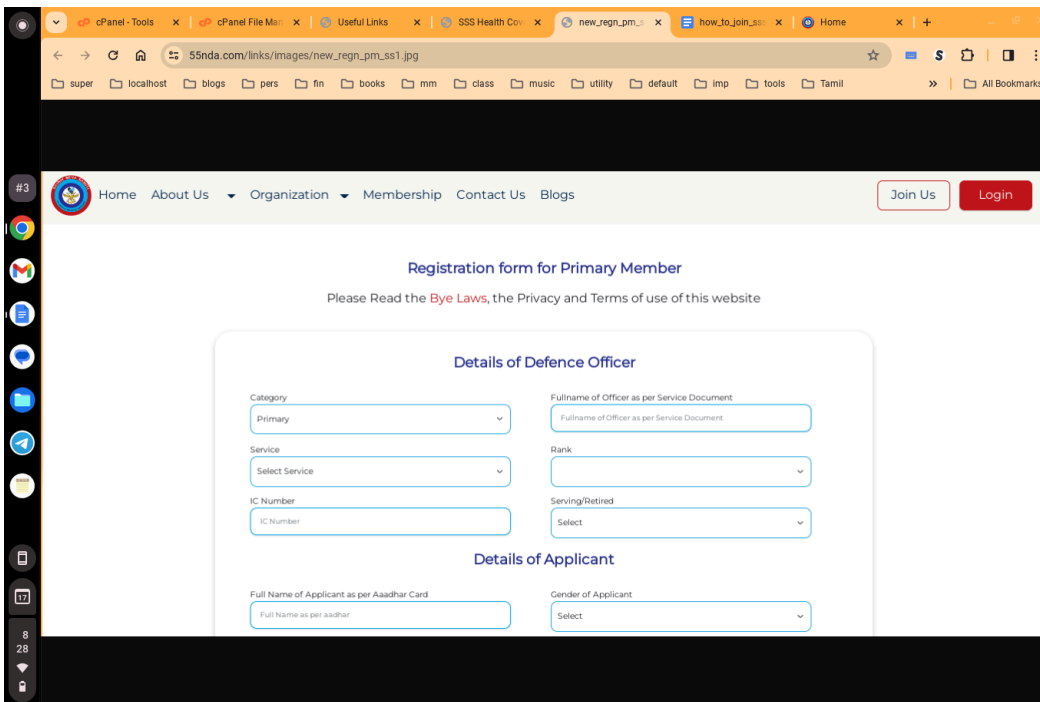 cPanel - Tools
cPanel File Man
Useful Links
SSS Health Cov
new_regn_pm_s
how_to_join_ss
Home
55nda.com/links/images/new_regn_pm_ss1.jpg
super localhost blogs pers fin books mm class music utility default imp tools Tamil » All Bookmarks
#3
Home About Us Organization Membership Contact Us Blogs Join Us Login
Registration form for Primary Member
Please Read the Bye Laws, the Privacy and Terms of use of this website
Details of Defence Officer
Category
Primary
Fullname of Officer as per Service Document
Fullname of Officer as per Service Document
Service
Select Service
Rank
IC Number
IC Number
Serving/Retired
Select
Details of Applicant
Full Name of Applicant as per Aaadhar Card
Full Name as per aadhar
Gender of Applicant
Select
17
8
28